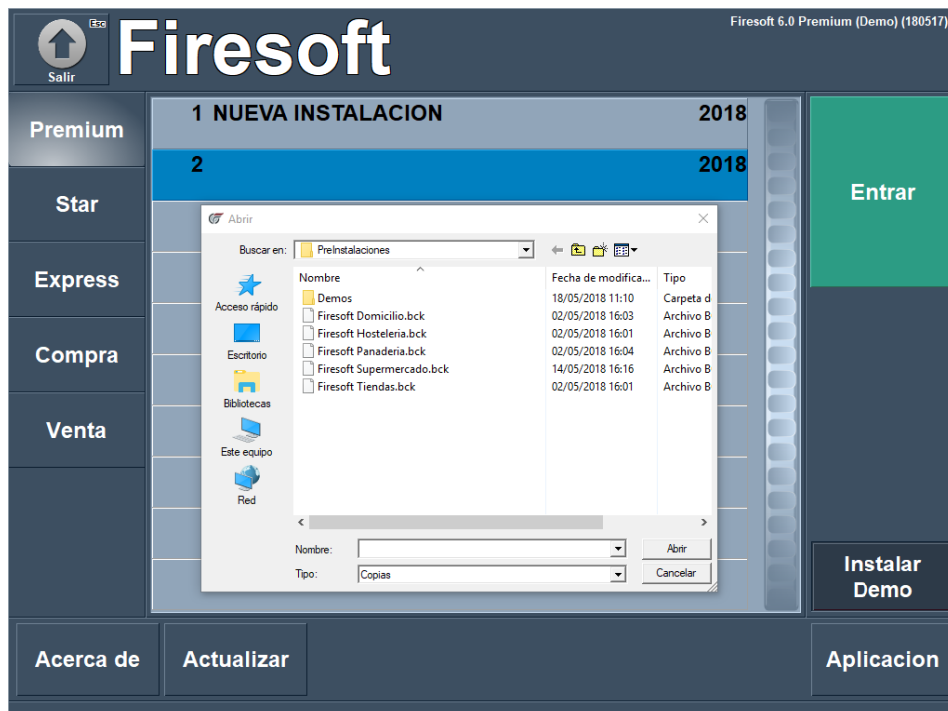 Esc
Salir
Firesoft
Firesoft 6.0 Premium (Demo) (180517)
Premium
Star
Express
Compra
Venta
1 NUEVA INSTALACION 2018
2 2018
Entrar
Abrir
Buscar en: PreInstalaciones
Acceso rápido
Escritorio
Bibliotecas
Este equipo
Red
Nombre Fecha de modifica... Tipo
Demos 18/05/2018 11:10 Carpeta d
Firesoft Domicilio.bck 02/05/2018 16:03 Archivo B
Firesoft Hosteleria.bck 02/05/2018 16:01 Archivo B
Firesoft Panaderia.bck 02/05/2018 16:04 Archivo B
Firesoft Supermercado.bck 14/05/2018 16:16 Archivo B
Firesoft Tiendas.bck 02/05/2018 16:01 Archivo B
Nombre: Abrir
Tipo: Copias Cancelar
Instalar
Demo
Acerca de
Actualizar
Aplicacion